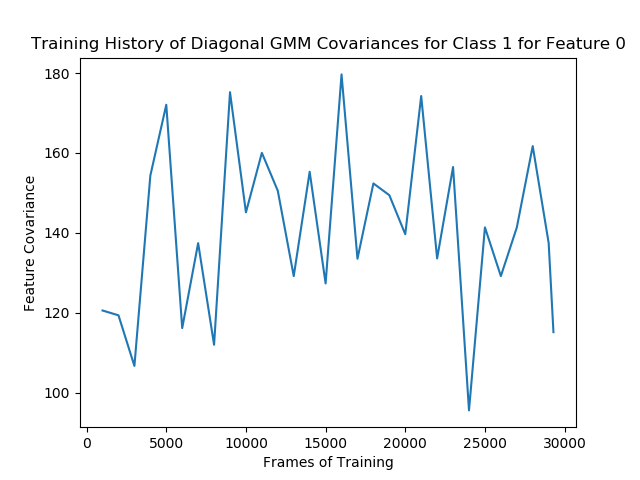 Training History of Diagonal GMM Covariances for Class 1 for Feature 0
180
160
140
120
100
Feature Covariance
0 5000 10000 15000 20000 25000 30000
Frames of Training